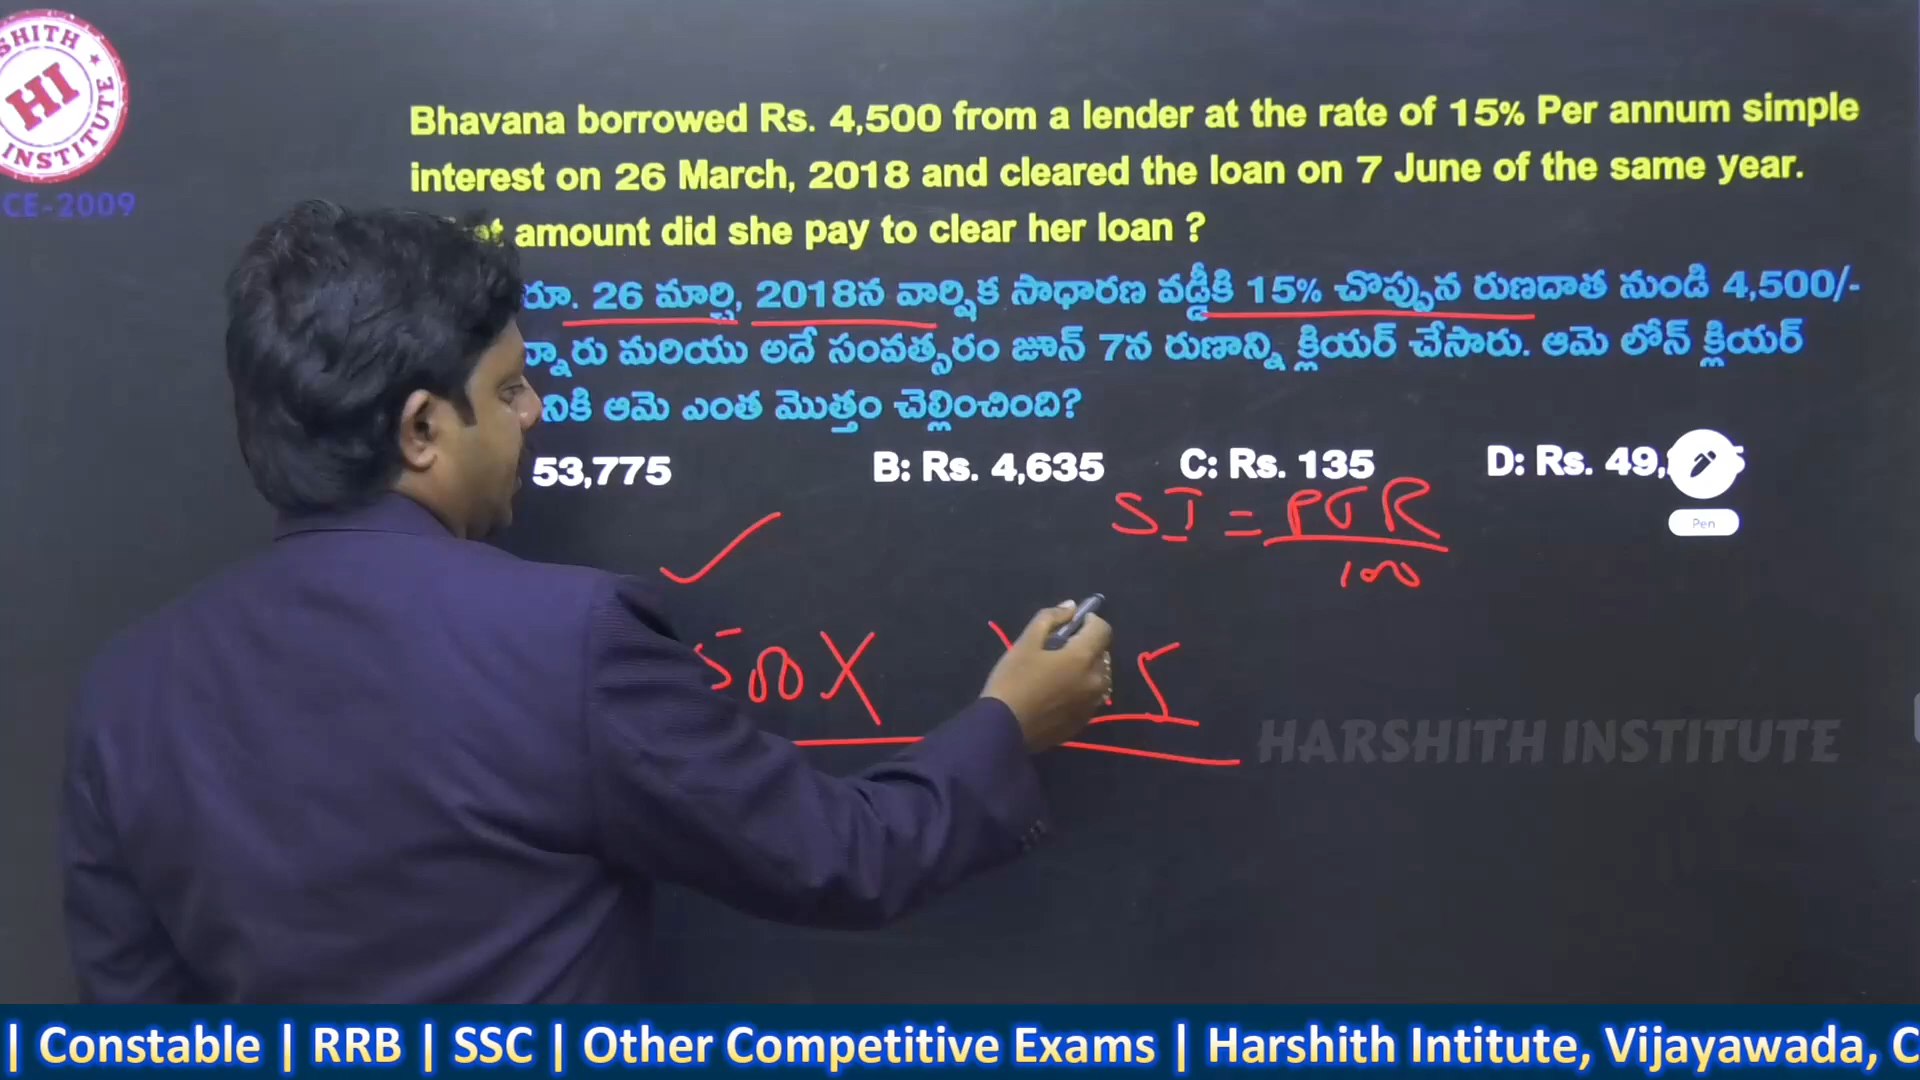 SHITH
HI
INSTITUTE
CE-2009
Bhavana borrowed Rs. 4,500 from a lender at the rate of 15% Per annum simple
interest on 26 March, 2018 and cleared the loan on 7 June of the same year.
amount did she pay to clear her loan ?
రూ. 26 మార్చి, 2018న వార్షిక సాధారణ వడ్డీకి 15% చొప్పున రుణదాత నుండి 4,500/-
న్నారు మరియు అదే సంవత్సరం జూన్ 7న రుణాన్ని క్లియర్ చేసారు. ఆమె లోన్ క్లియర్
నికి ఆమె ఎంత మొత్తం చెల్లించింది?
53,775 B: Rs. 4,635 C: Rs. 135 D: Rs. 49, 5
Pen
SI = PTR
100
500 X 5
HARSHITH INSTITUTE
| Constable | RRB | SSC | Other Competitive Exams | Harshith Intitute, Vijayawada, C